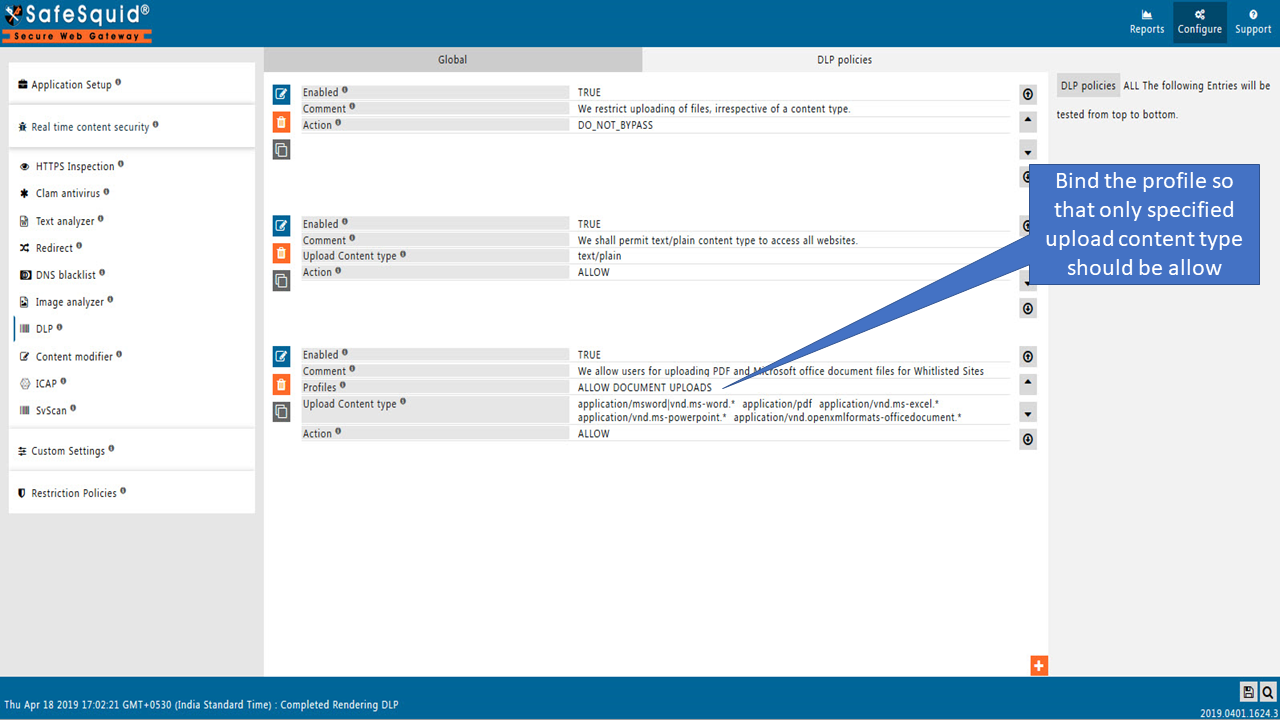 SafeSquid®
Secure Web Gateway
Reports
Configure
Support
Application Setup
Real time content security
HTTPS Inspection
Clam antivirus
Text analyzer
Redirect
DNS blacklist
Image analyzer
DLP
Content modifier
ICAP
SvScan
Custom Settings
Restriction Policies
Global
DLP policies
Enabled TRUE
Comment We restrict uploading of files, irrespective of a content type.
Action DO_NOT_BYPASS
Enabled TRUE
Comment We shall permit text/plain content type to access all websites.
Upload Content type text/plain
Action ALLOW
Enabled TRUE
Comment We allow users for uploading PDF and Microsoft office document files for Whitlisted Sites
Profiles ALLOW DOCUMENT UPLOADS
Upload Content type application/msword|vnd.ms-word.* application/pdf application/vnd.ms-excel.*
application/vnd.ms-powerpoint.* application/vnd.openxmlformats-officedocument.*
Action ALLOW
DLP policies ALL The following Entries will be
tested from top to bottom.
Bind the profile so
that only specified
upload content type
should be allow
Thu Apr 18 2019 17:02:21 GMT+0530 (India Standard Time) : Completed Rendering DLP
2019.0401.1624.3